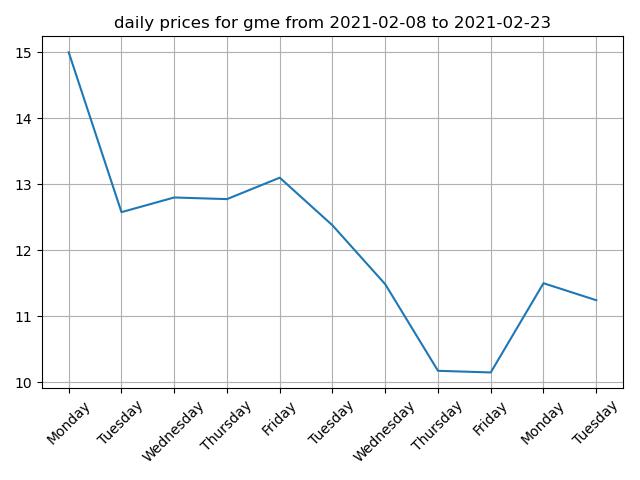 daily prices for gme from 2021-02-08 to 2021-02-23
15
14
13
12
11
10
Monday
Tuesday
Wednesday
Thursday
Friday
Tuesday
Wednesday
Thursday
Friday
Monday
Tuesday